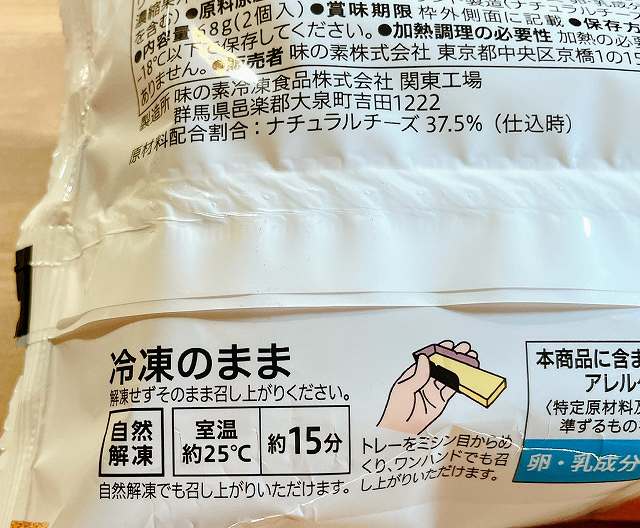 濃縮果
を含む)●原料原
●内容量 38g(2個入)●賞味期限 枠外側面に記載●保存方
-18℃以下で保存してください。●加熱調理の必要性 加熱の必
ありません。●販売者 味の素株式会社 東京都中央区京橋1の15
製造所 味の素冷凍食品株式会社 関東工場
群馬県邑楽郡大泉町吉田1222
原材料配合割合:ナチュラルチーズ 37.5%(仕込時)
冷凍のまま
解凍せずそのまま召し上がりください。
自然解凍
室温
約25℃
約15分
自然解凍でも召し上がりいただけます。
トレーをミシン目からめ
くり、ワンハンドでも召
し上がりいただけます。
本商品に含ま
アレル
〈特定原材料及
準ずるもの
卵・乳成分